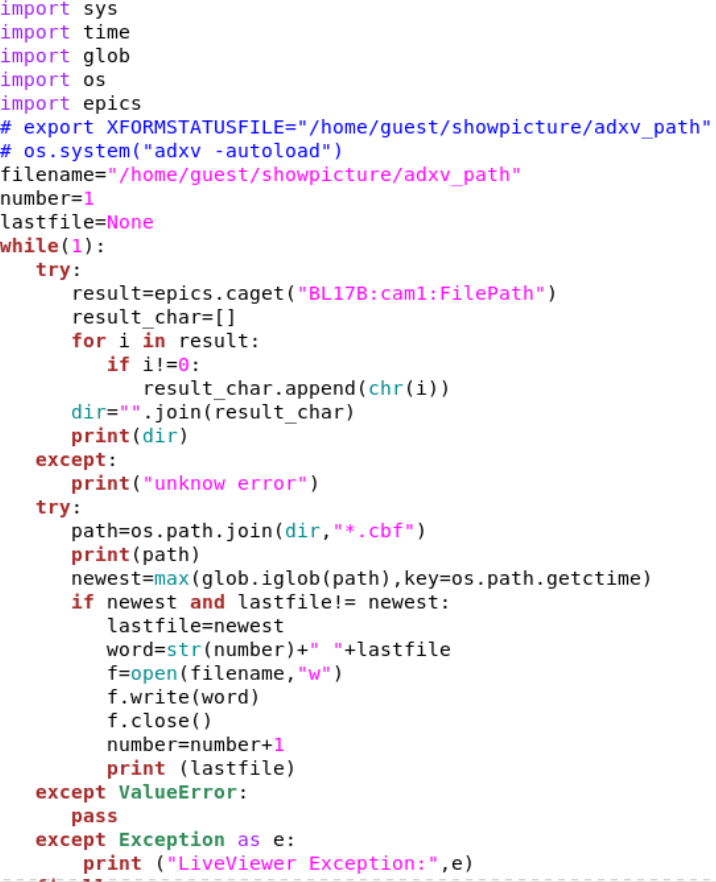 import sys
import time
import glob
import os
import epics
# export XFORMSTATUSFILE="/home/guest/showpicture/adxv_path"
# os.system("adxv -autoload")
filename="/home/guest/showpicture/adxv_path"
number=1
lastfile=None
while(1):
   try:
      result=epics.caget("BL17B:cam1:FilePath")
      result_char=[]
      for i in result:
         if i!=0:
            result_char.append(chr(i))
      dir="".join(result_char)
      print(dir)
   except:
      print("unknow error")
   try:
      path=os.path.join(dir,"*.cbf")
      print(path)
      newest=max(glob.iglob(path),key=os.path.getctime)
      if newest and lastfile!= newest:
         lastfile=newest
         word=str(number)+" "+lastfile
         f=open(filename,"w")
         f.write(word)
         f.close()
         number=number+1
         print (lastfile)
   except ValueError:
      pass
   except Exception as e:
       print ("LiveViewer Exception:",e)